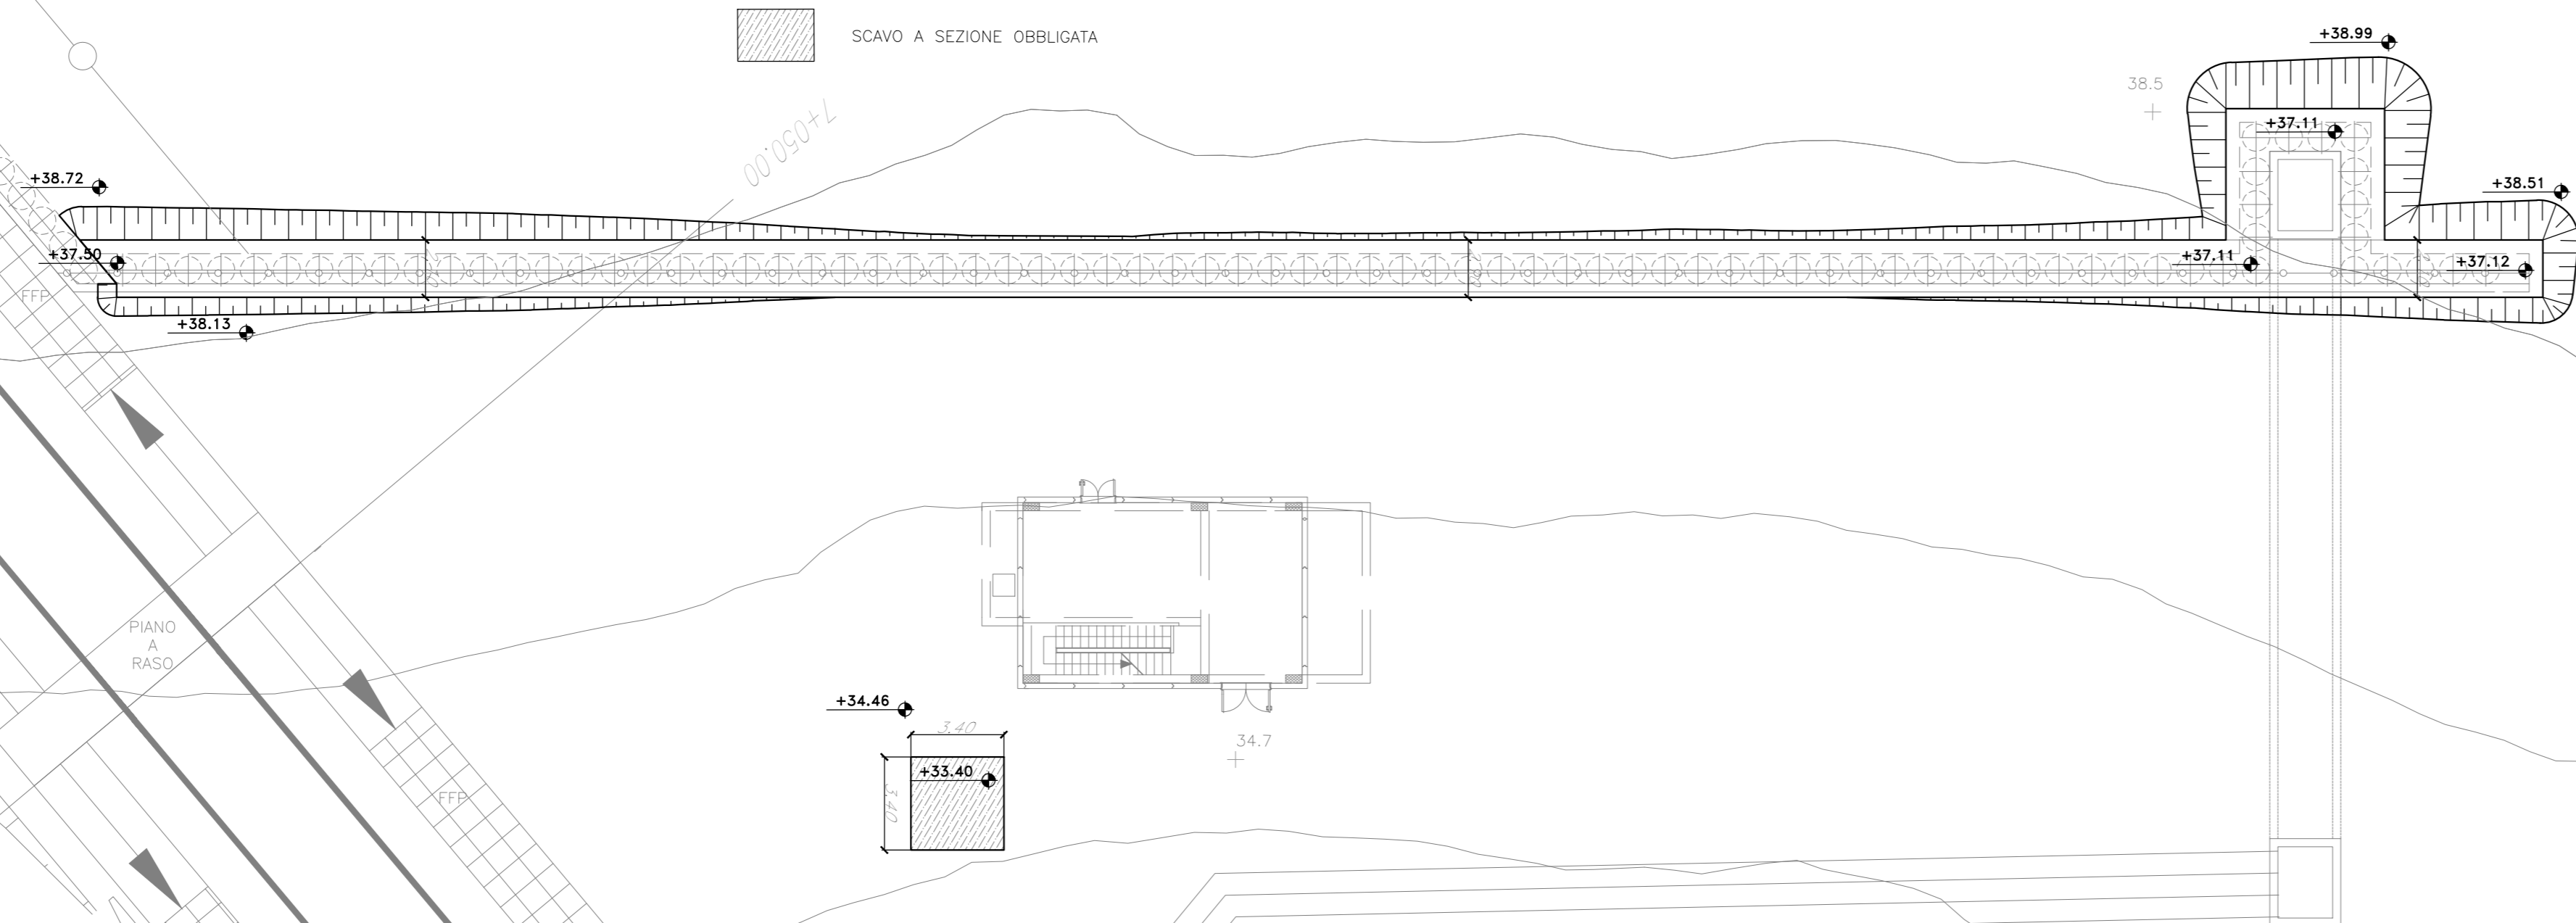 SCAVO A SEZIONE OBBLIGATA
+38.99
38.5
7+050.00
+37.11
+38.72
+38.51
+37.50
+37.11
+37.12
FFP
+38.13
PIANO
A
RASO
+34.46
3.40
34.7
+33.40
3.40
FFP